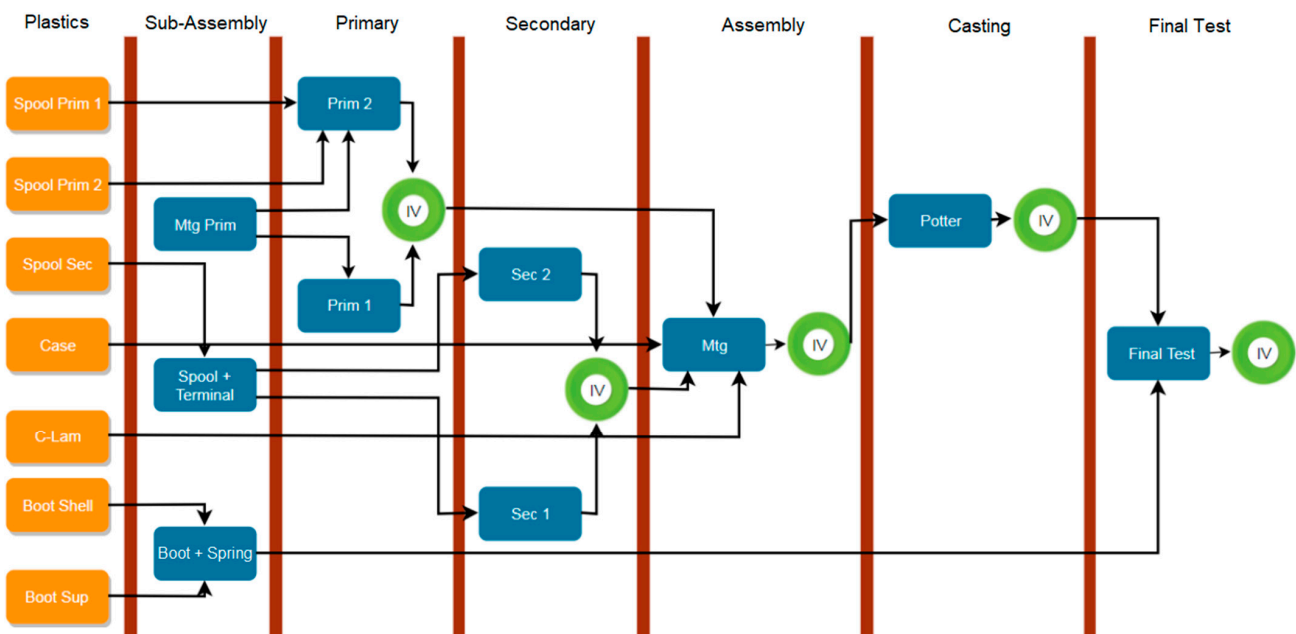 Plastics
Sub-Assembly
Primary
Secondary
Assembly
Casting
Final Test
Spool Prim 1
Prim 2
Spool Prim 2
Mtg Prim
IV
Potter
IV
Spool Sec
Sec 2
Prim 1
Case
Mtg
IV
Final Test
IV
Spool +
Terminal
IV
C-Lam
Boot Shell
Sec 1
Boot + Spring
Boot Sup